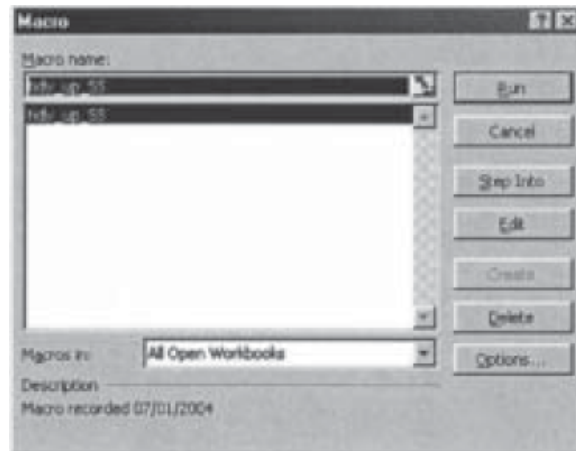 Macro
Macro name:
Run
Cancel
Step Into
Edit
Create
Delete
Macros in: All Open Workbooks
Options...
Description
Macro recorded 07/01/2004